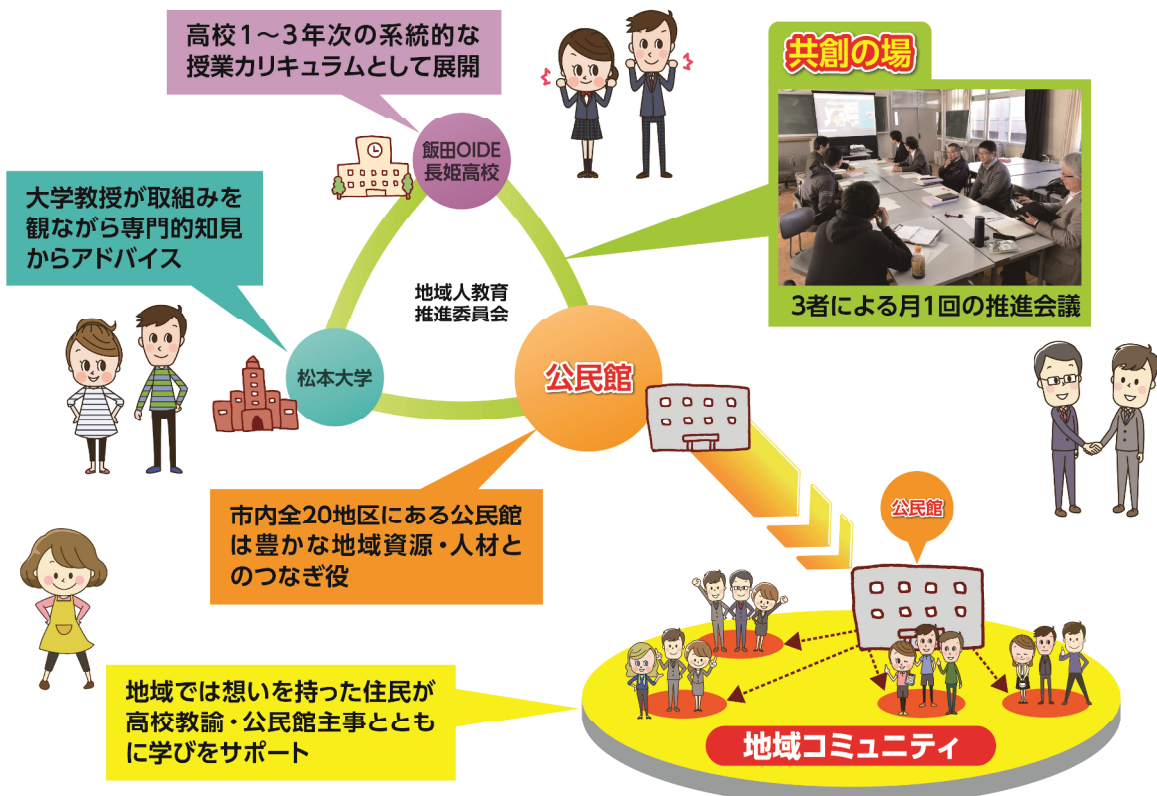 高校1～3年次の系統的な
授業カリキュラムとして展開
共創の場
飯田OIDE
長姫高校
大学教授が取組みを
観ながら専門的知見
からアドバイス
地域人教育
推進委員会
3者による月1回の推進会議
松本大学
公民館
市内全20地区にある公民館
は豊かな地域資源・人材と
のつなぎ役
公民館
地域では想いを持った住民が
高校教諭・公民館主事ととも
に学びをサポート
地域コミュニティ